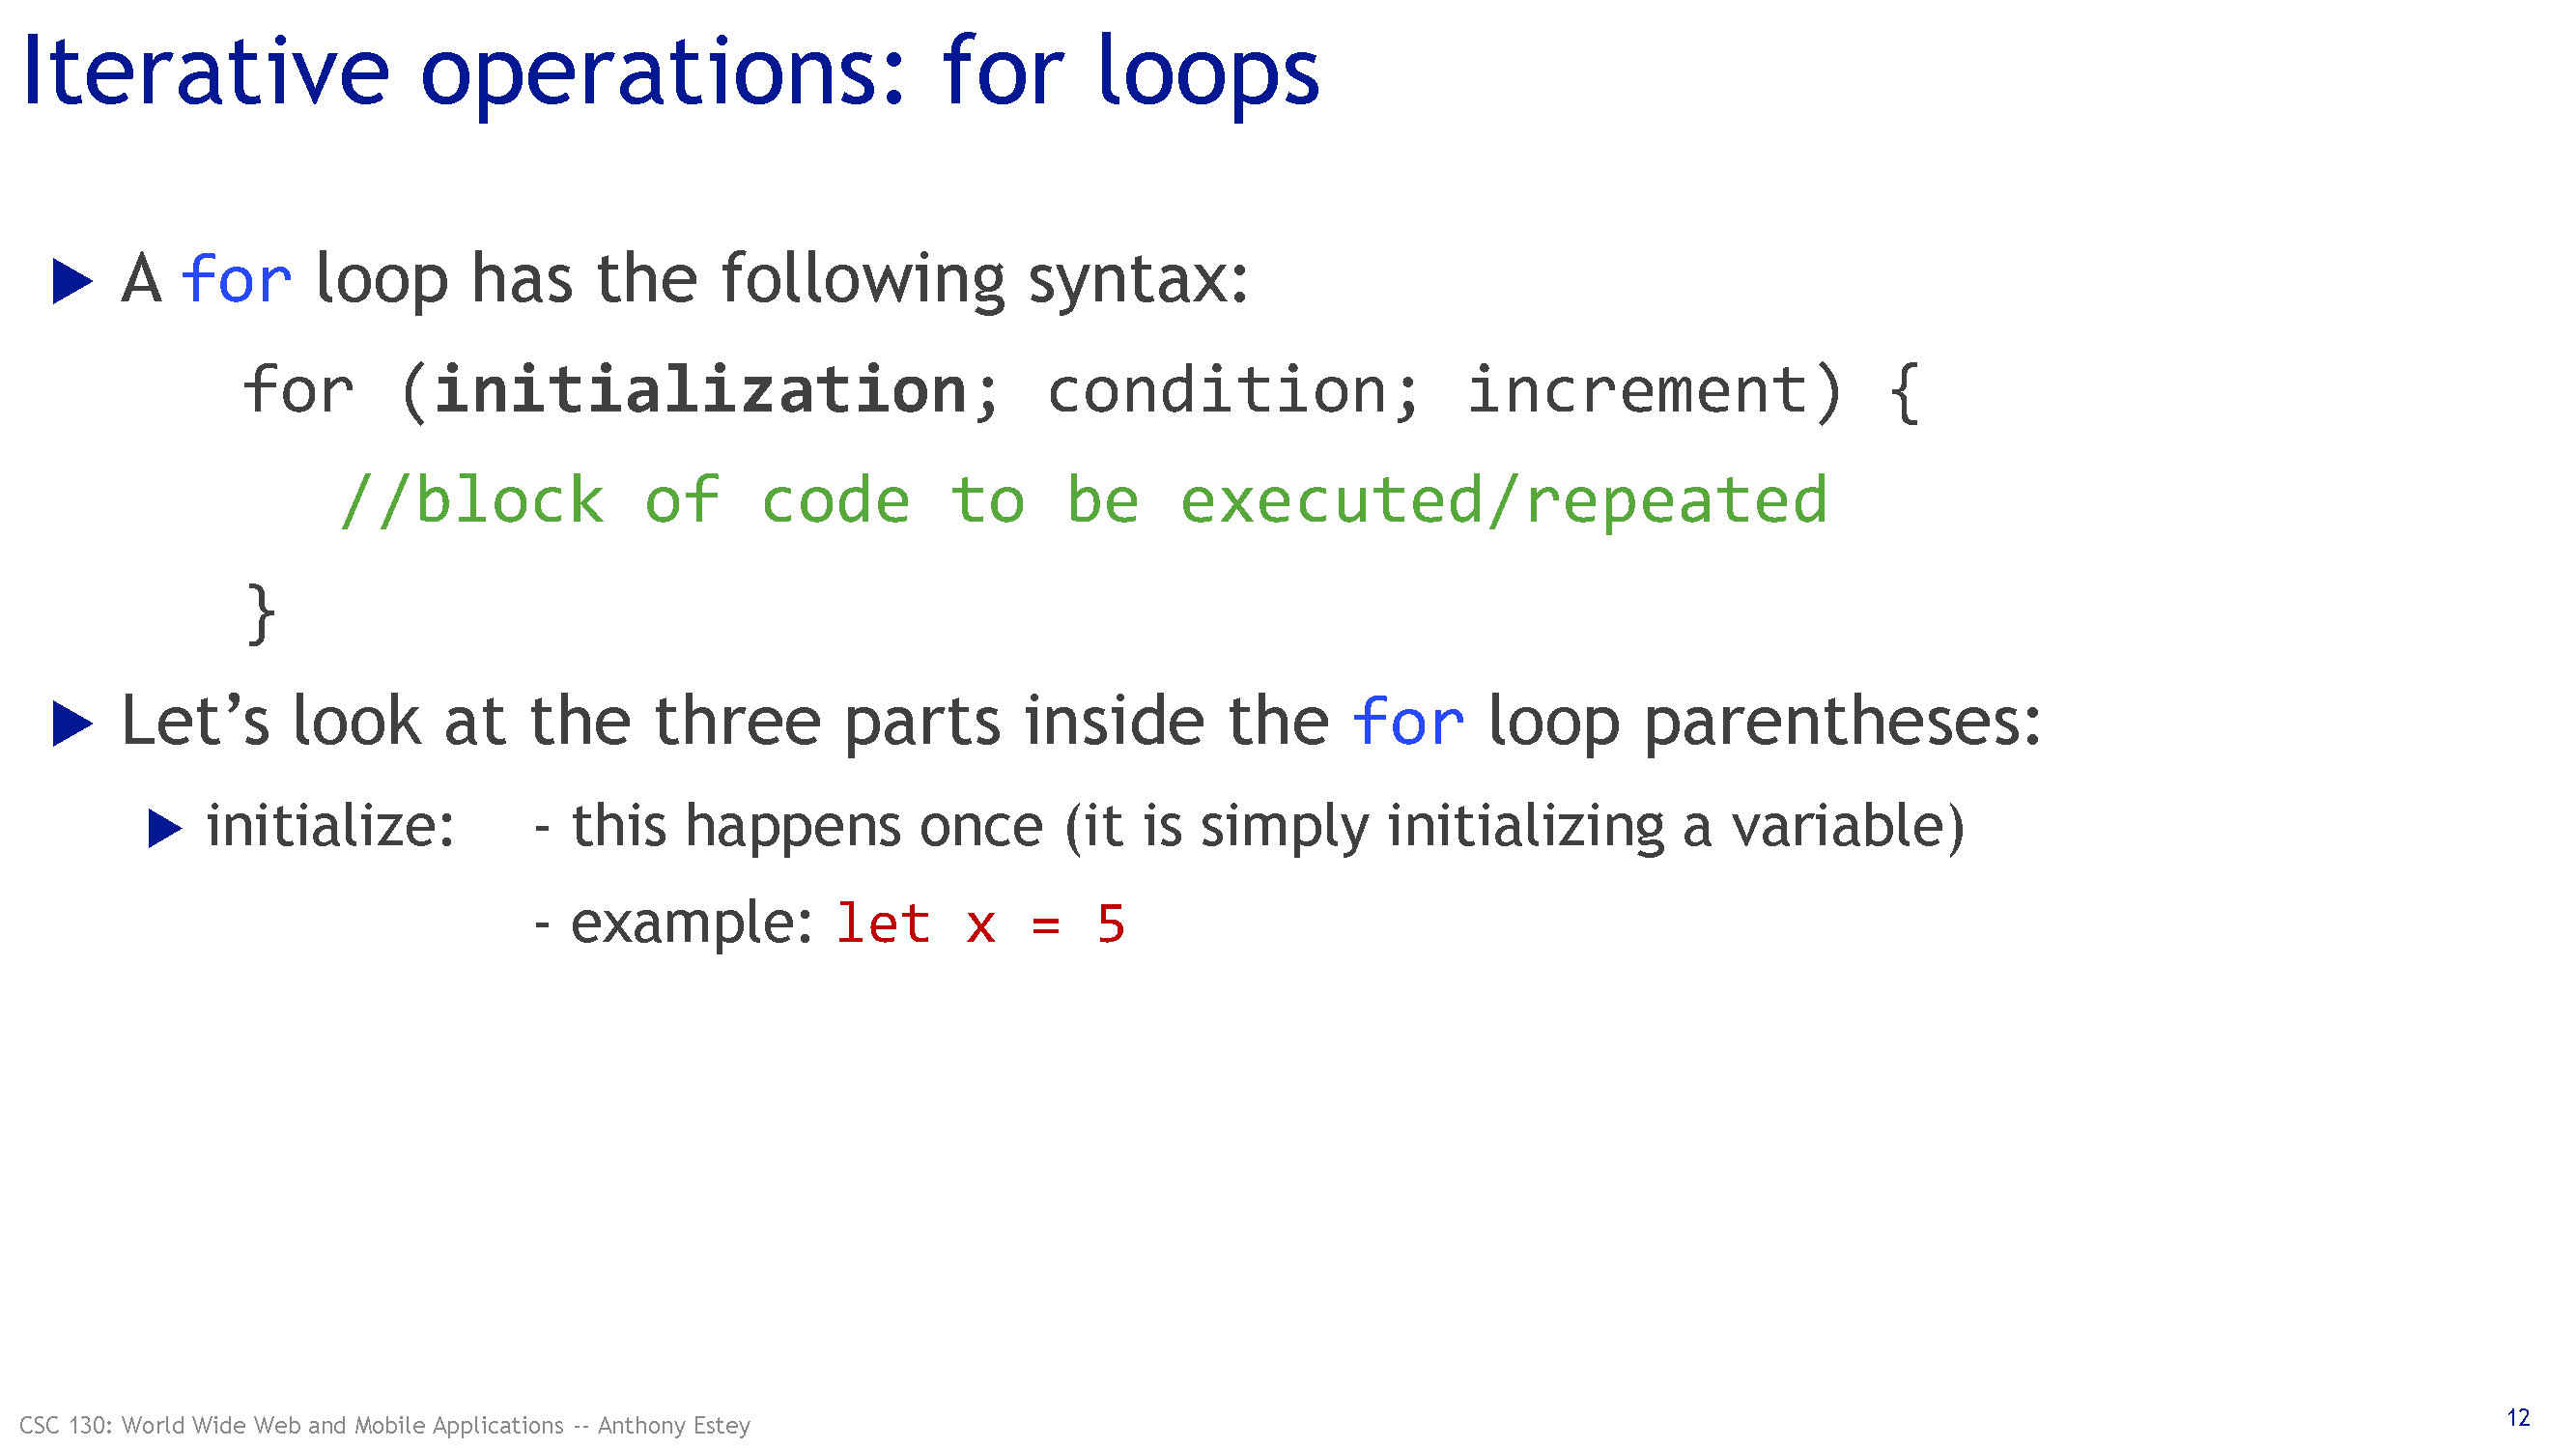 Iterative operations: for loops
A for loop has the following syntax:
for (initialization; condition; increment) {
//block of code to be executed/repeated
}
Let’s look at the three parts inside the for loop parentheses:
initialize: - this happens once (it is simply initializing a variable)
- example: let x = 5
CSC 130: World Wide Web and Mobile Applications -- Anthony Estey
12